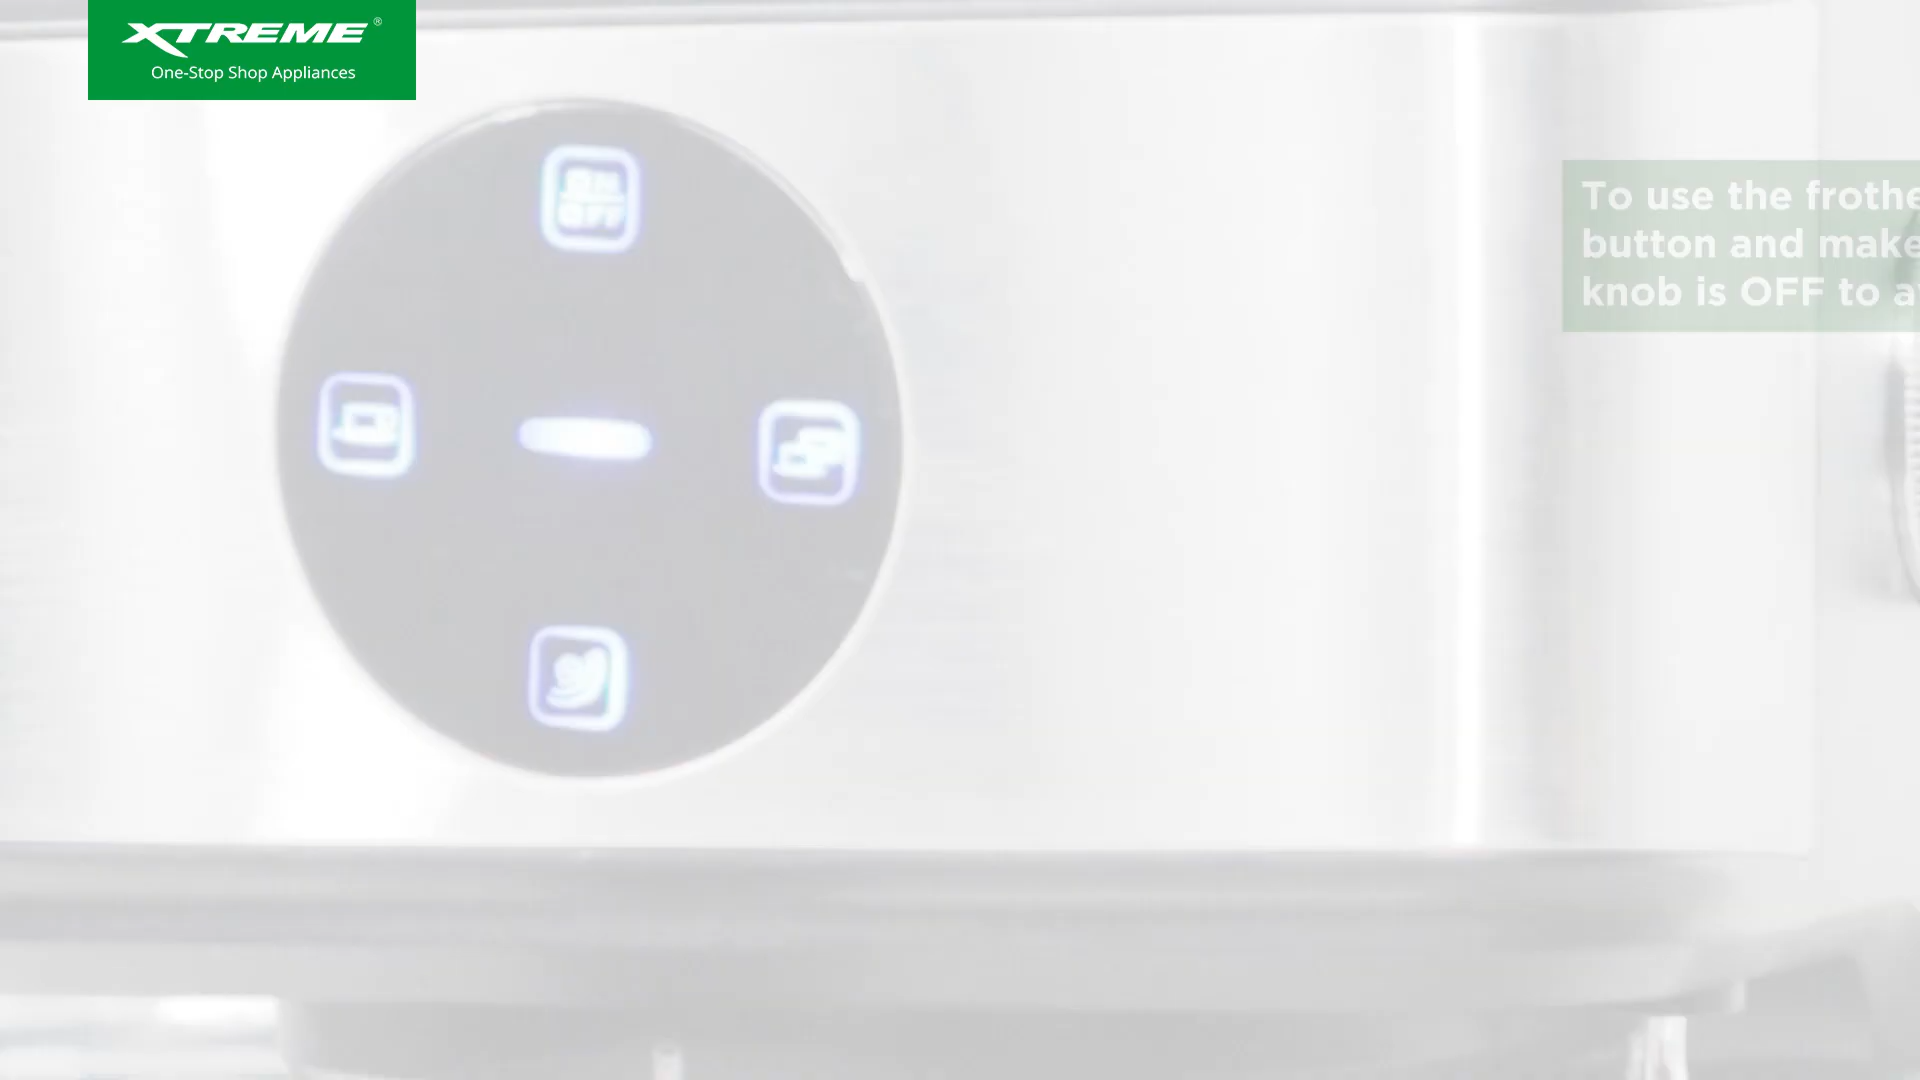 XTREME®
One-Stop Shop Appliances
ON
OFF
To use the frothe
button and make
knob is OFF to a